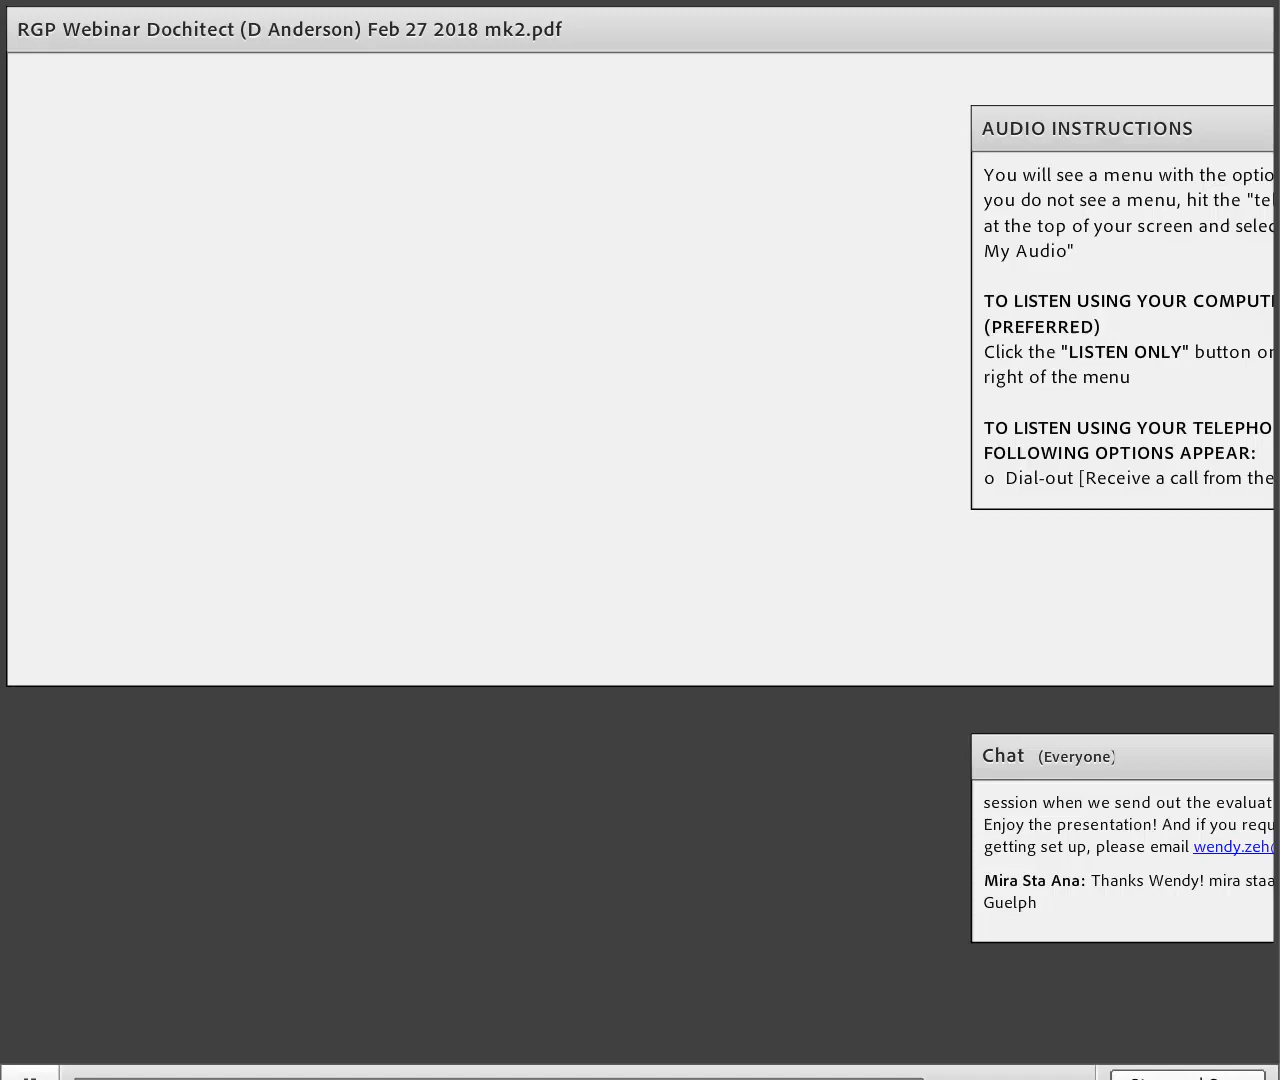 RGP Webinar Dochitect (D Anderson) Feb 27 2018 mk2.pdf
AUDIO INSTRUCTIONS
You will see a menu with the optio
you do not see a menu, hit the "tel
at the top of your screen and selec
My Audio"
TO LISTEN USING YOUR COMPUT
(PREFERRED)
Click the "LISTEN ONLY" button on
right of the menu
TO LISTEN USING YOUR TELEPHO
FOLLOWING OPTIONS APPEAR:
o Dial-out [Receive a call from the
Chat (Everyone)
session when we send out the evaluat
Enjoy the presentation! And if you requ
getting set up, please email wendy.zeh
Mira Sta Ana: Thanks Wendy! mira staa
Guelph